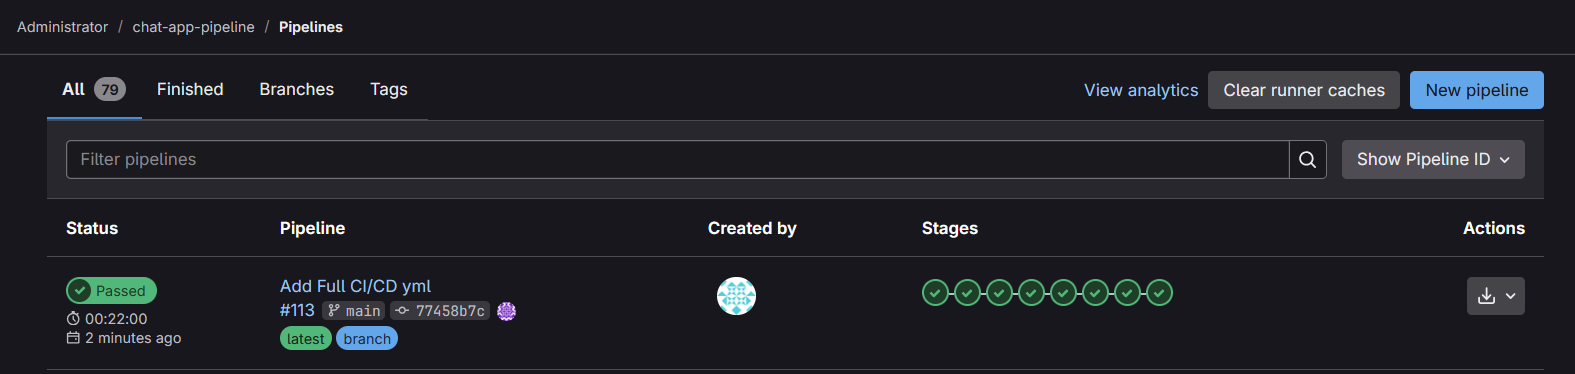 Administrator / chat-app-pipeline / Pipelines
All 79 Finished Branches Tags View analytics Clear runner caches New pipeline
Filter pipelines Show Pipeline ID
Status Pipeline Created by Stages Actions
Passed Add Full CI/CD yml
#113 main 77458b7c
00:22:00
2 minutes ago latest branch